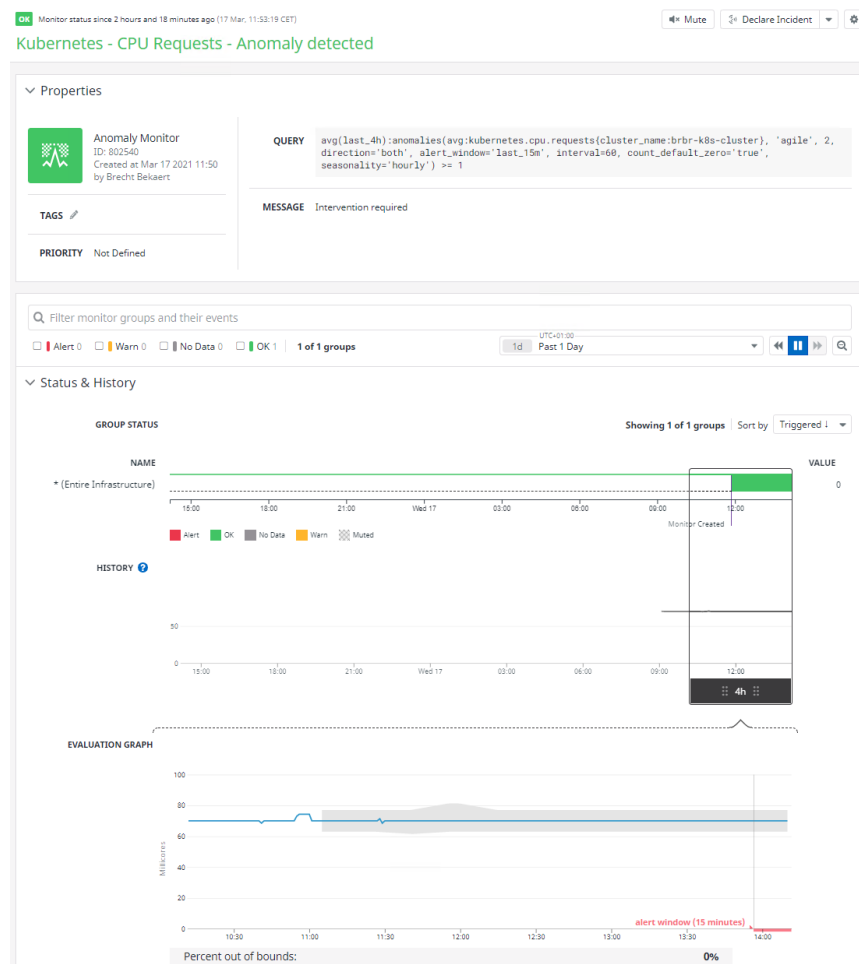 OK Monitor status since 2 hours and 18 minutes ago (17 Mar, 11:53:19 CET)
Mute Declare Incident
Kubernetes - CPU Requests - Anomaly detected
Properties
Anomaly Monitor
ID: 802540
Created at Mar 17 2021 11:50
by Brecht Bekaert
QUERY
avg(last_4h):anomalies(avg:kubernetes.cpu.requests{cluster_name:brbr-k8s-cluster}, 'agile', 2,
direction='both', alert_window='last_15m', interval=60, count_default_zero='true',
seasonality='hourly') >= 1
TAGS
MESSAGE Intervention required
PRIORITY Not Defined
Filter monitor groups and their events
Alert 0 Warn 0 No Data 0 OK 1 1 of 1 groups
UTC+01:00
1d Past 1 Day
Status & History
GROUP STATUS
Showing 1 of 1 groups Sort by Triggered ↓
NAME VALUE
* (Entire Infrastructure) 0
15:00 18:00 21:00 Wed 17 03:00 06:00 09:00 12:00
Monitor Created
Alert OK No Data Warn Muted
HISTORY ?
50
0
15:00 18:00 21:00 Wed 17 03:00 06:00 09:00 12:00
4h
EVALUATION GRAPH
100
80
60
40
20
0
Millicores
alert window (15 minutes)
10:30 11:00 11:30 12:00 12:30 13:00 13:30 14:00
Percent out of bounds: 0%